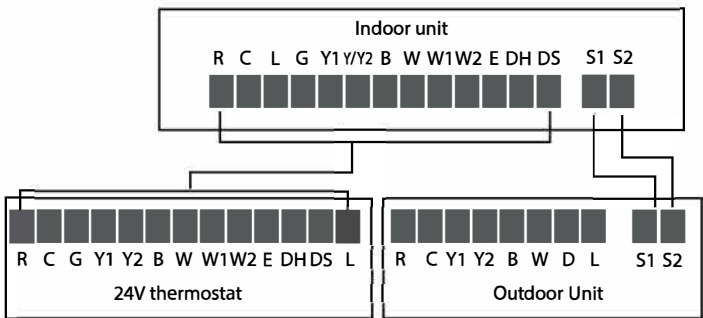 Indoor unit
R C L G Y1 Y/Y2 B W W1 W2 E DH DS S1 S2
R C G Y1 Y2 B W W1 W2 E DH DS L
24V thermostat
R C Y1 Y2 B W D L S1 S2
Outdoor Unit